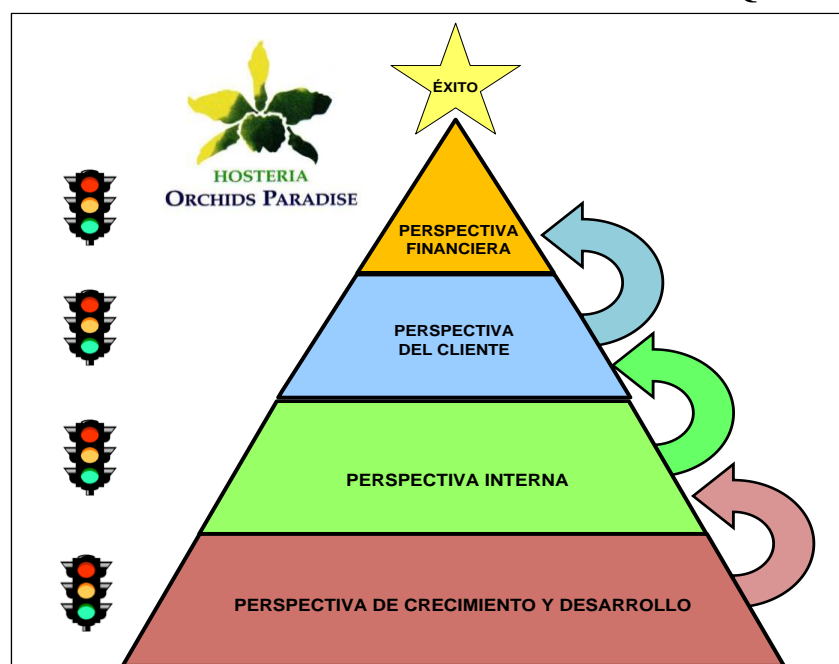 ÉXITO
HOSTERIA
ORCHIDS PARADISE
PERSPECTIVA
FINANCIERA
PERSPECTIVA
DEL CLIENTE
PERSPECTIVA INTERNA
PERSPECTIVA DE CRECIMIENTO Y DESARROLLO